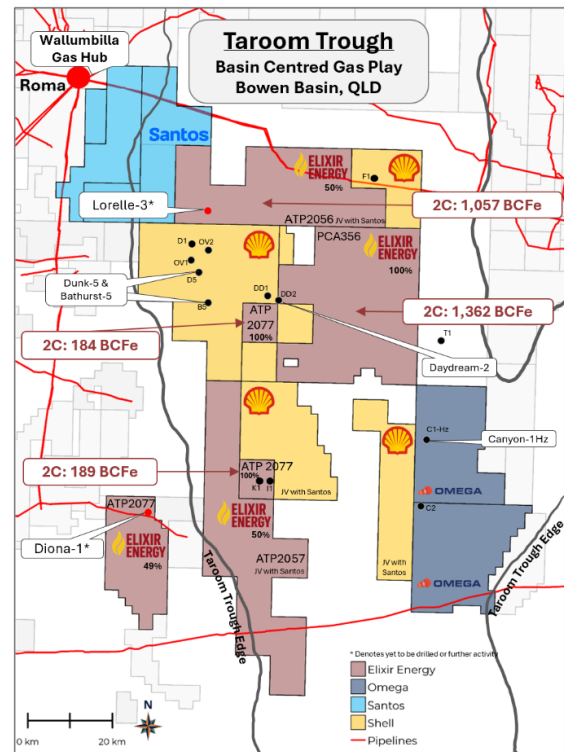 Taroom Trough
Basin Centred Gas Play
Bowen Basin, QLD
Wallumbilla
Gas Hub
Roma
Santos
ELIXIR
ENERGY
50%
F1
Lorelle-3*
2C: 1,057 BCFe
ATP2056 JV with Santos
PCA356
ELIXIR
ENERGY
100%
D1
OV2
OV1
D5
Dunk-5 &
Bathurst-5
B5
DD1
DD2
ATP
2077
100%
2C: 1,362 BCFe
2C: 184 BCFe
T1
Daydream-2
C1-Hz
Canyon-1Hz
2C: 189 BCFe
ATP 2077
100%
K1
I1
JV with Santos
OMEGA
C2
ATP2077
ELIXIR
ENERGY
49%
Diona-1*
ELIXIR
ENERGY
50%
ATP2057
JV with Santos
JV with
Santos
OMEGA
Taroom Trough Edge
Taroom Trough Edge
* Denotes yet to be drilled or further activity
Elixir Energy
Omega
Santos
Shell
Pipelines
0 km
20 km
N